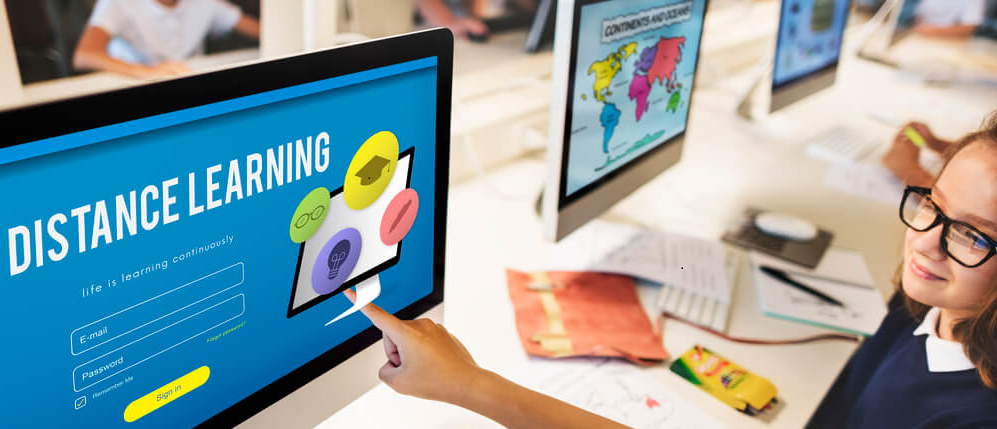 DISTANCE LEARNING
life is learning continuously
E-mail
Password
Forgot password?
Remember Me
Sign in
CONTINENTS AND OCEANS